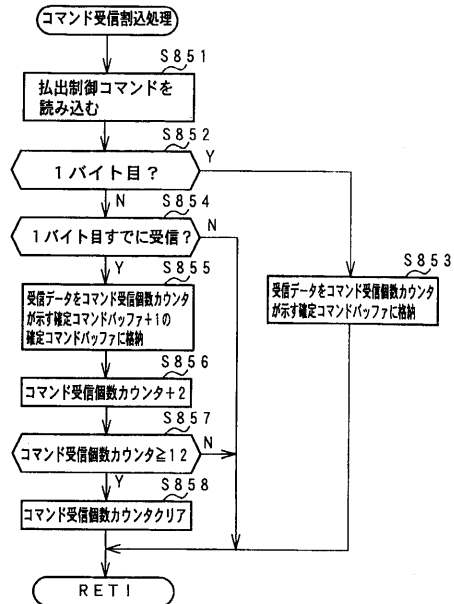 コマンド受信割込処理
S851
払出制御コマンドを
読み込む
S852
1バイト目?
Y
N
S854
1バイト目すでに受信?
N
Y
S853
受信データをコマンド受信個数カウンタ
が示す確定コマンドバッファに格納
S855
受信データをコマンド受信個数カウンタ
が示す確定コマンドバッファ+1の
確定コマンドバッファに格納
S856
コマンド受信個数カウンタ+2
S857
コマンド受信個数カウンタ≧12
N
Y
S858
コマンド受信個数カウンタクリア
RETI